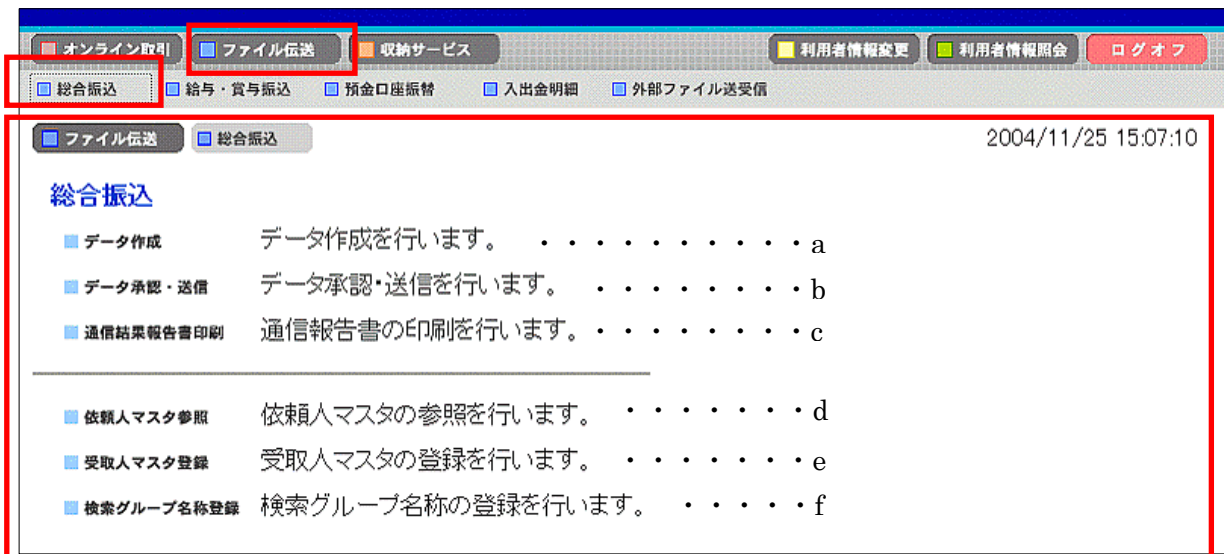 オンライン取引 ファイル伝送 収納サービス 利用者情報変更 利用者情報照会 ログオフ
総合振込 給与・賞与振込 預金口座振替 入出金明細 外部ファイル送受信
ファイル伝送 総合振込 2004/11/25 15:07:10
総合振込
データ作成 データ作成を行います。 ・・・・・・・・・・a
データ承認・送信 データ承認・送信を行います。 ・・・・・・・・b
通信結果報告書印刷 通信報告書の印刷を行います。・・・・・・・・c
依頼人マスタ参照 依頼人マスタの参照を行います。 ・・・・・・・d
受取人マスタ登録 受取人マスタの登録を行います。 ・・・・・・・e
検索グループ名称登録 検索グループ名称の登録を行います。 ・・・・・f